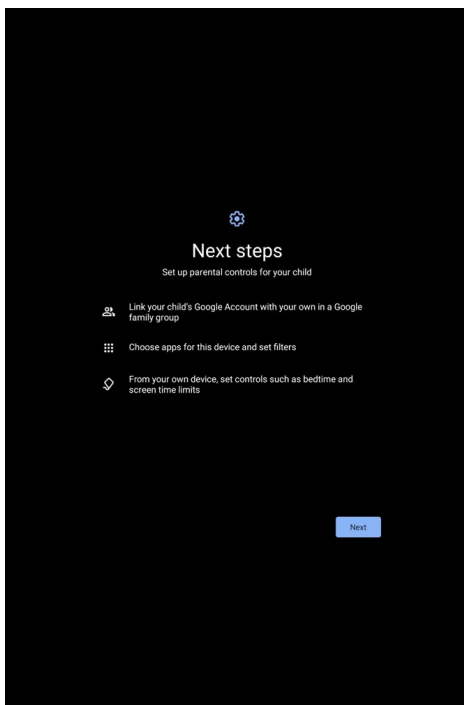 Next steps
Set up parental controls for your child
Link your child's Google Account with your own in a Google
family group
Choose apps for this device and set filters
From your own device, set controls such as bedtime and
screen time limits
Next